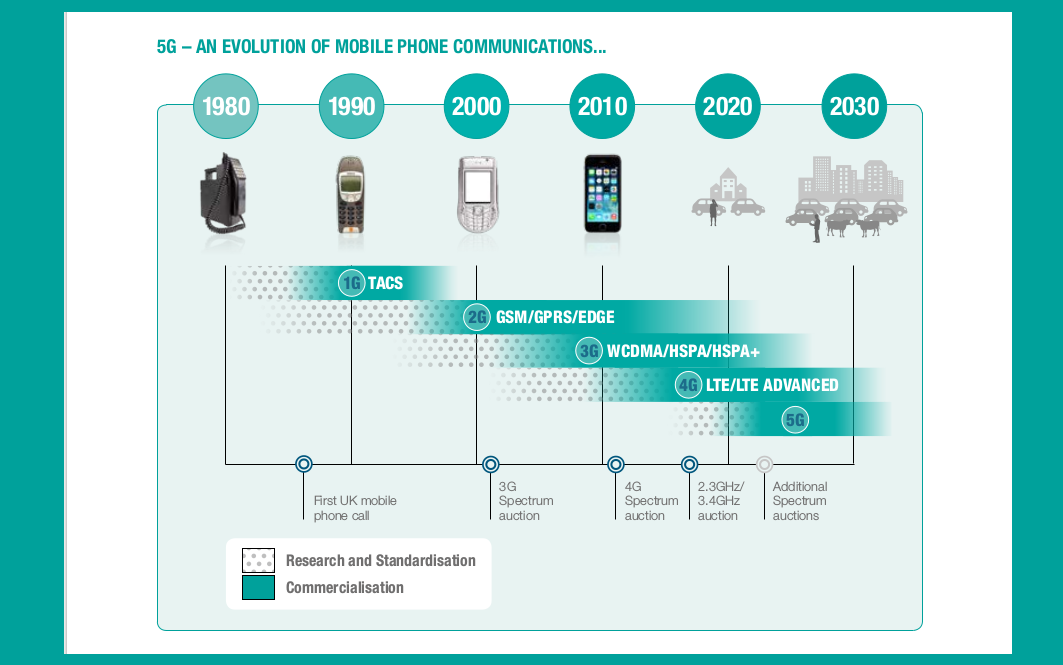 5G – AN EVOLUTION OF MOBILE PHONE COMMUNICATIONS...
1980
1990
2000
2010
2020
2030
1G TACS
2G GSM/GPRS/EDGE
3G WCDMA/HSPA/HSPA+
4G LTE/LTE ADVANCED
5G
First UK mobile
phone call
3G
Spectrum
auction
4G
Spectrum
auction
2.3GHz/
3.4GHz
auction
Additional
Spectrum
auctions
Research and Standardisation
Commercialisation